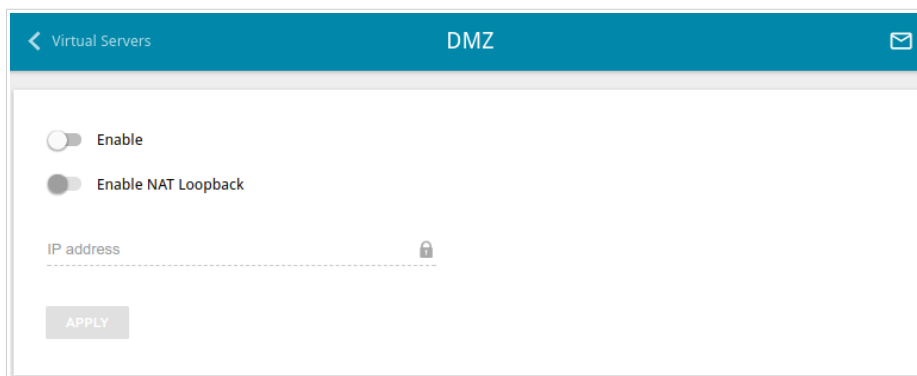 Virtual Servers
DMZ
Enable
Enable NAT Loopback
IP address
APPLY